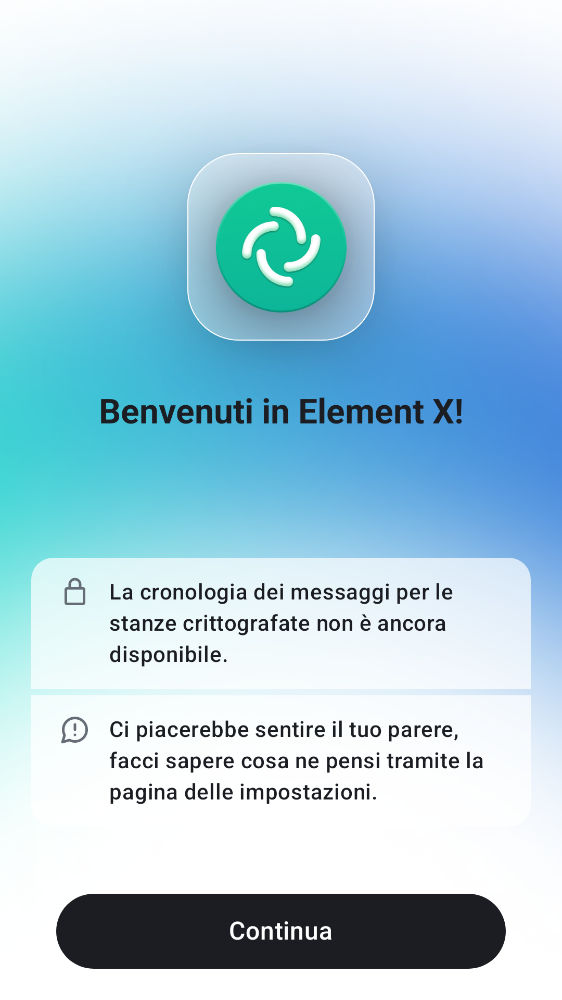 Benvenuti in Element X!
La cronologia dei messaggi per le
stanze crittografate non è ancora
disponibile.
Ci piacerebbe sentire il tuo parere,
facci sapere cosa ne pensi tramite la
pagina delle impostazioni.
Continua